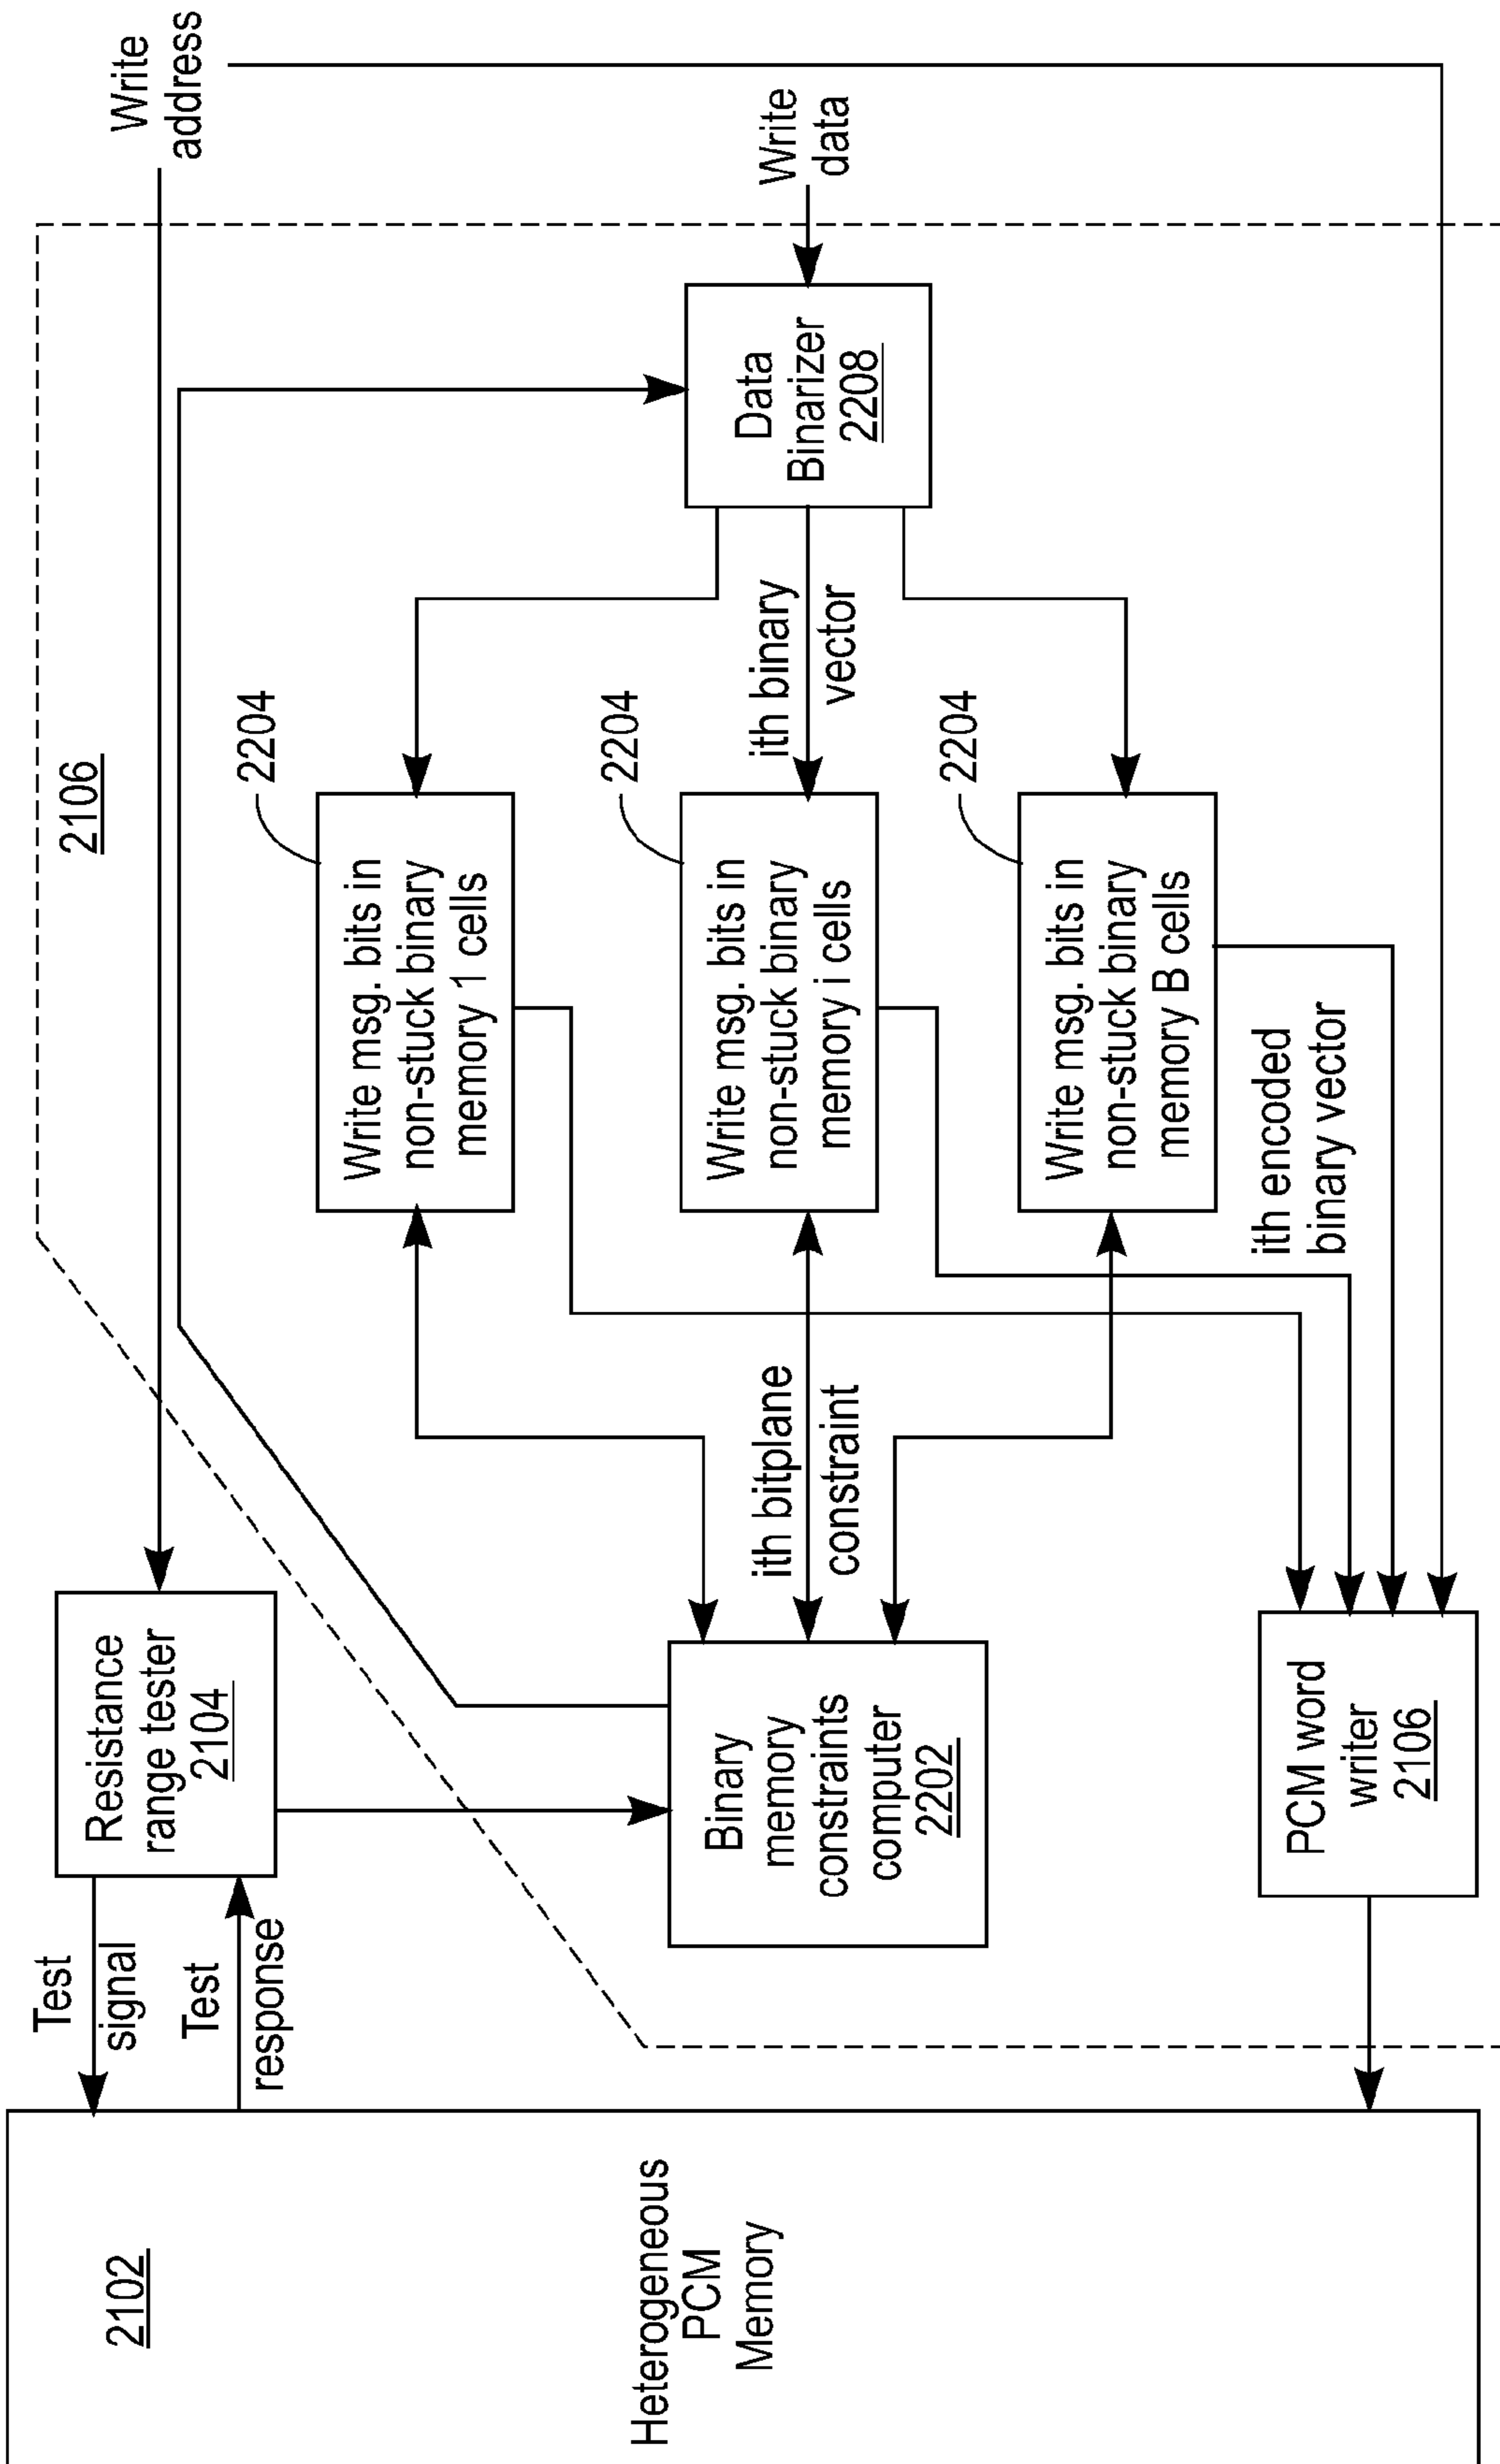 2102
Heterogeneous
PCM
Memory
Test
signal
Test
response
Resistance
range tester
2104
Write
address
2106
Binary
memory
constraints
computer
2202
ith bitplane
constraint
2204
Write msg. bits in
non-stuck binary
memory 1 cells
2204
Write msg. bits in
non-stuck binary
memory i cells
2204
Write msg. bits in
non-stuck binary
memory B cells
ith binary
vector
Data
Binarizer
2208
Write
data
ith encoded
binary vector
PCM word
writer
2106